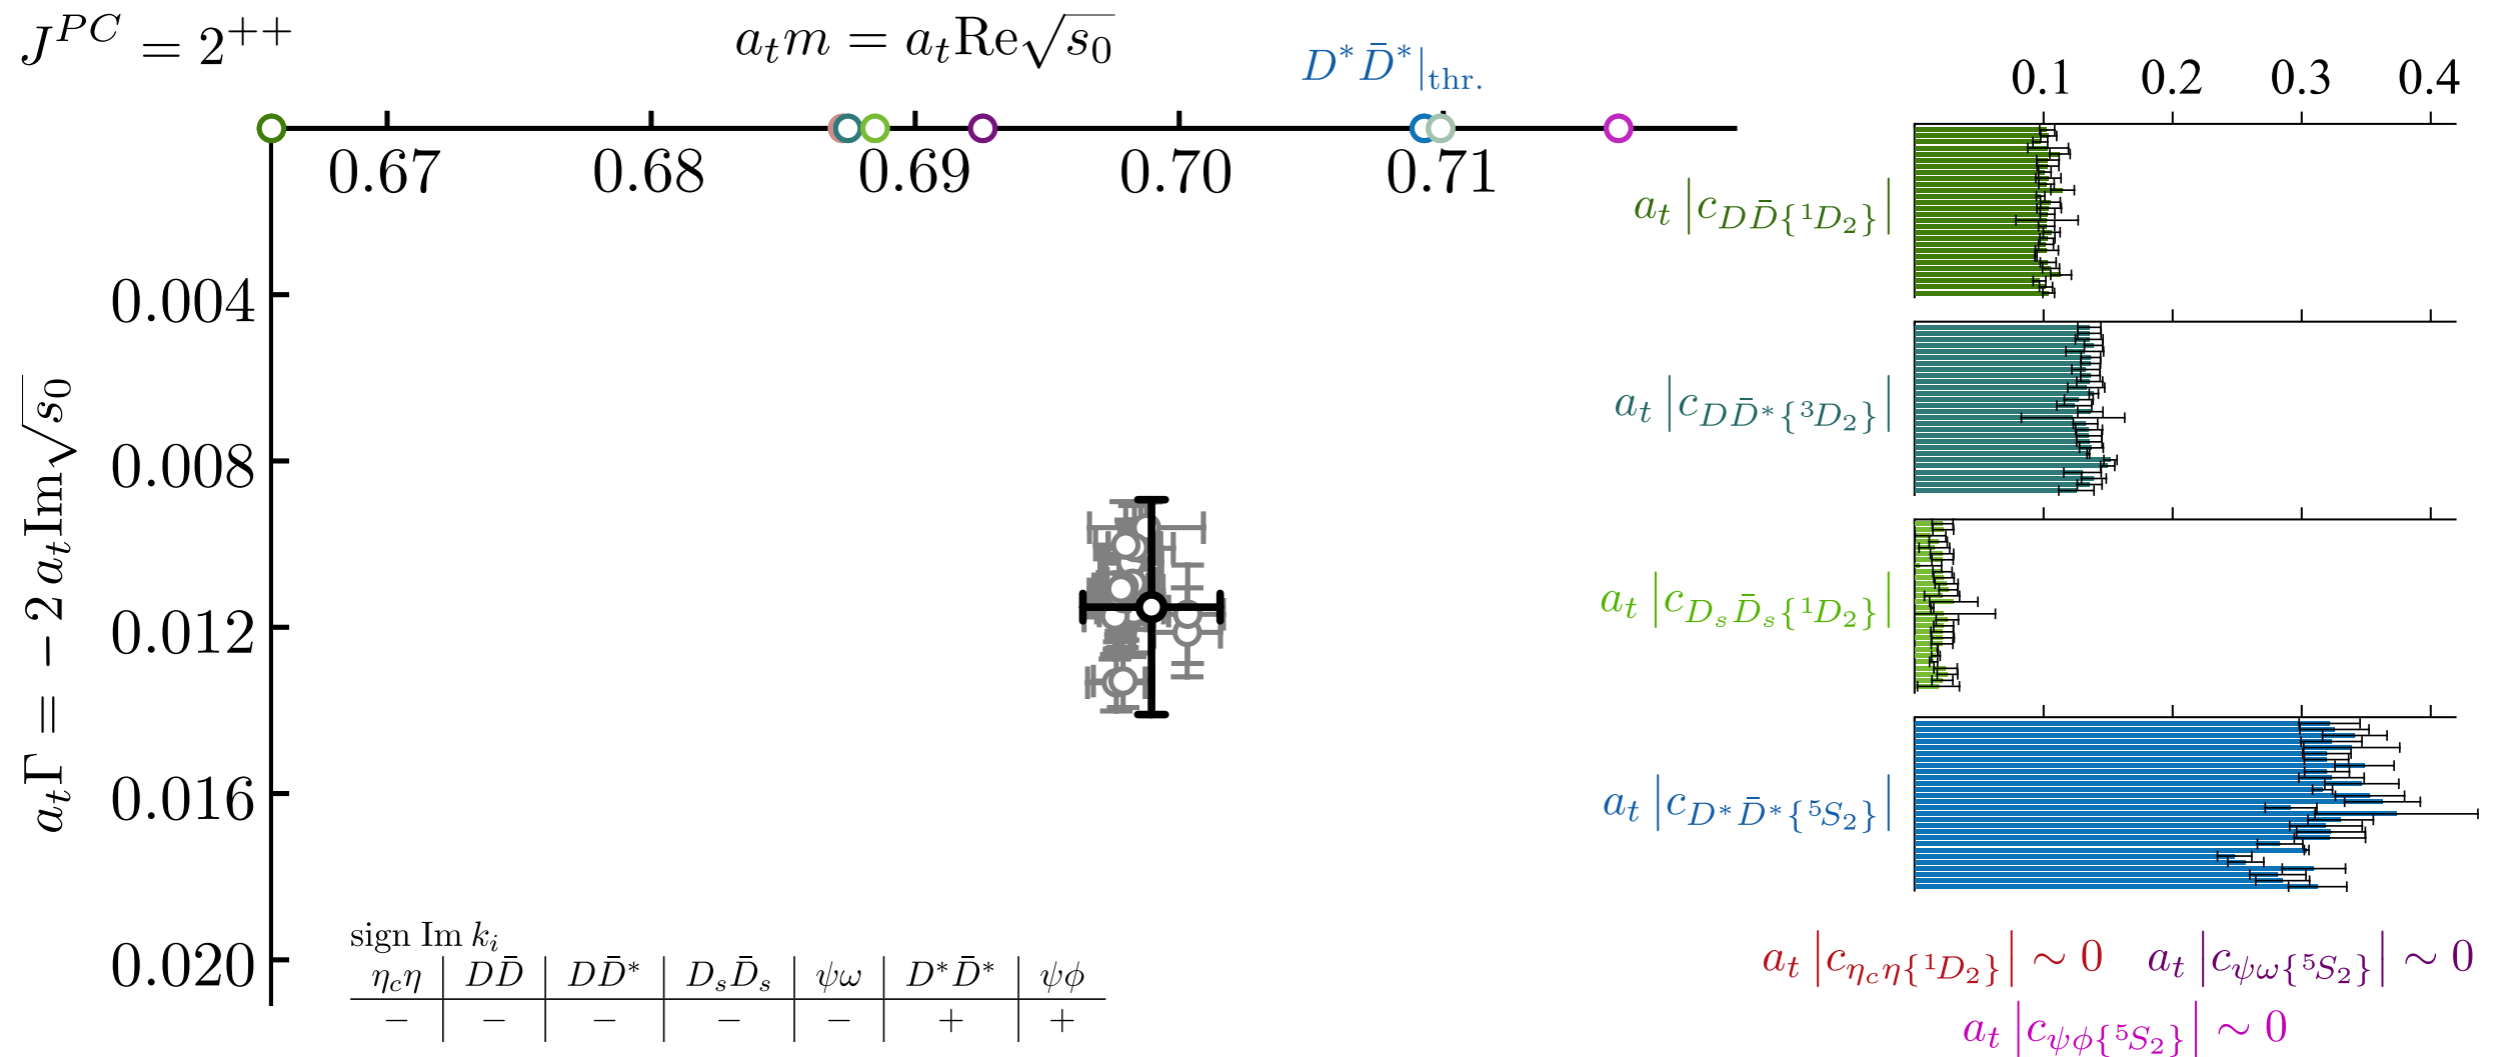 J^{PC} = 2^{++}
a_t m = a_t Re√s_0
D* D̄*|thr.
0.67 0.68 0.69 0.70 0.71
a_t Γ = −2 a_t Im√s_0
0.004
0.008
0.012
0.016
0.020
sign Im k_i
η_c η | D D̄ | D D̄* | D_s D̄_s | ψω | D* D̄* | ψφ
− | − | − | − | − | + | +
0.1 0.2 0.3 0.4
a_t |c_{D D̄{^1D_2}}|
a_t |c_{D D̄*{^3D_2}}|
a_t |c_{D_s D̄_s{^1D_2}}|
a_t |c_{D* D̄*{^5S_2}}|
a_t |c_{η_c η{^1D_2}}| ∼ 0 a_t |c_{ψω{^5S_2}}| ∼ 0
a_t |c_{ψφ{^5S_2}}| ∼ 0